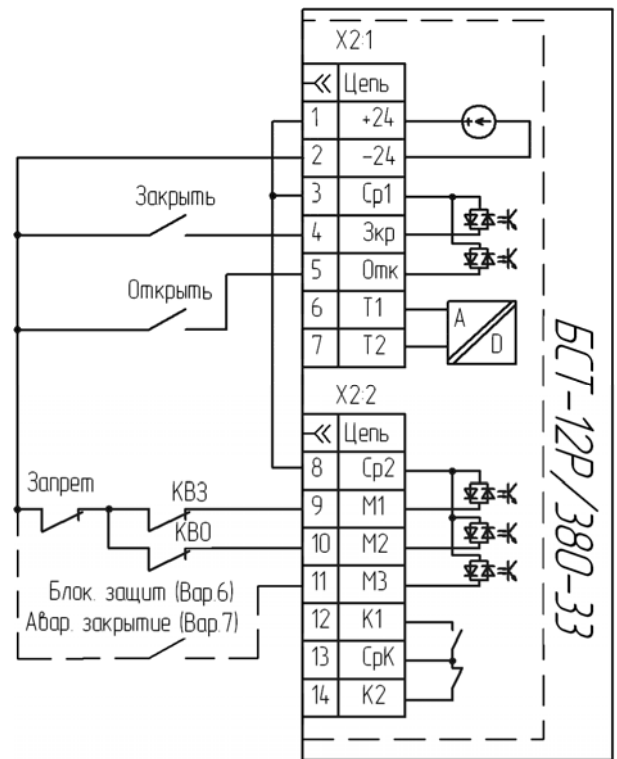 X2:1
Цепь
1 +24
2 -24
Закрыть
3 Ср1
4 Зкр
5 Отк
Открыть
6 Т1
7 Т2
A
D
X2:2
Цепь
8 Ср2
Запрет
КВЗ
9 М1
КВО
10 М2
11 М3
Блок. защит (Вар.6)
Авар. закрытие (Вар.7)
12 К1
13 СрК
14 К2
БСТ-12Р/380-33